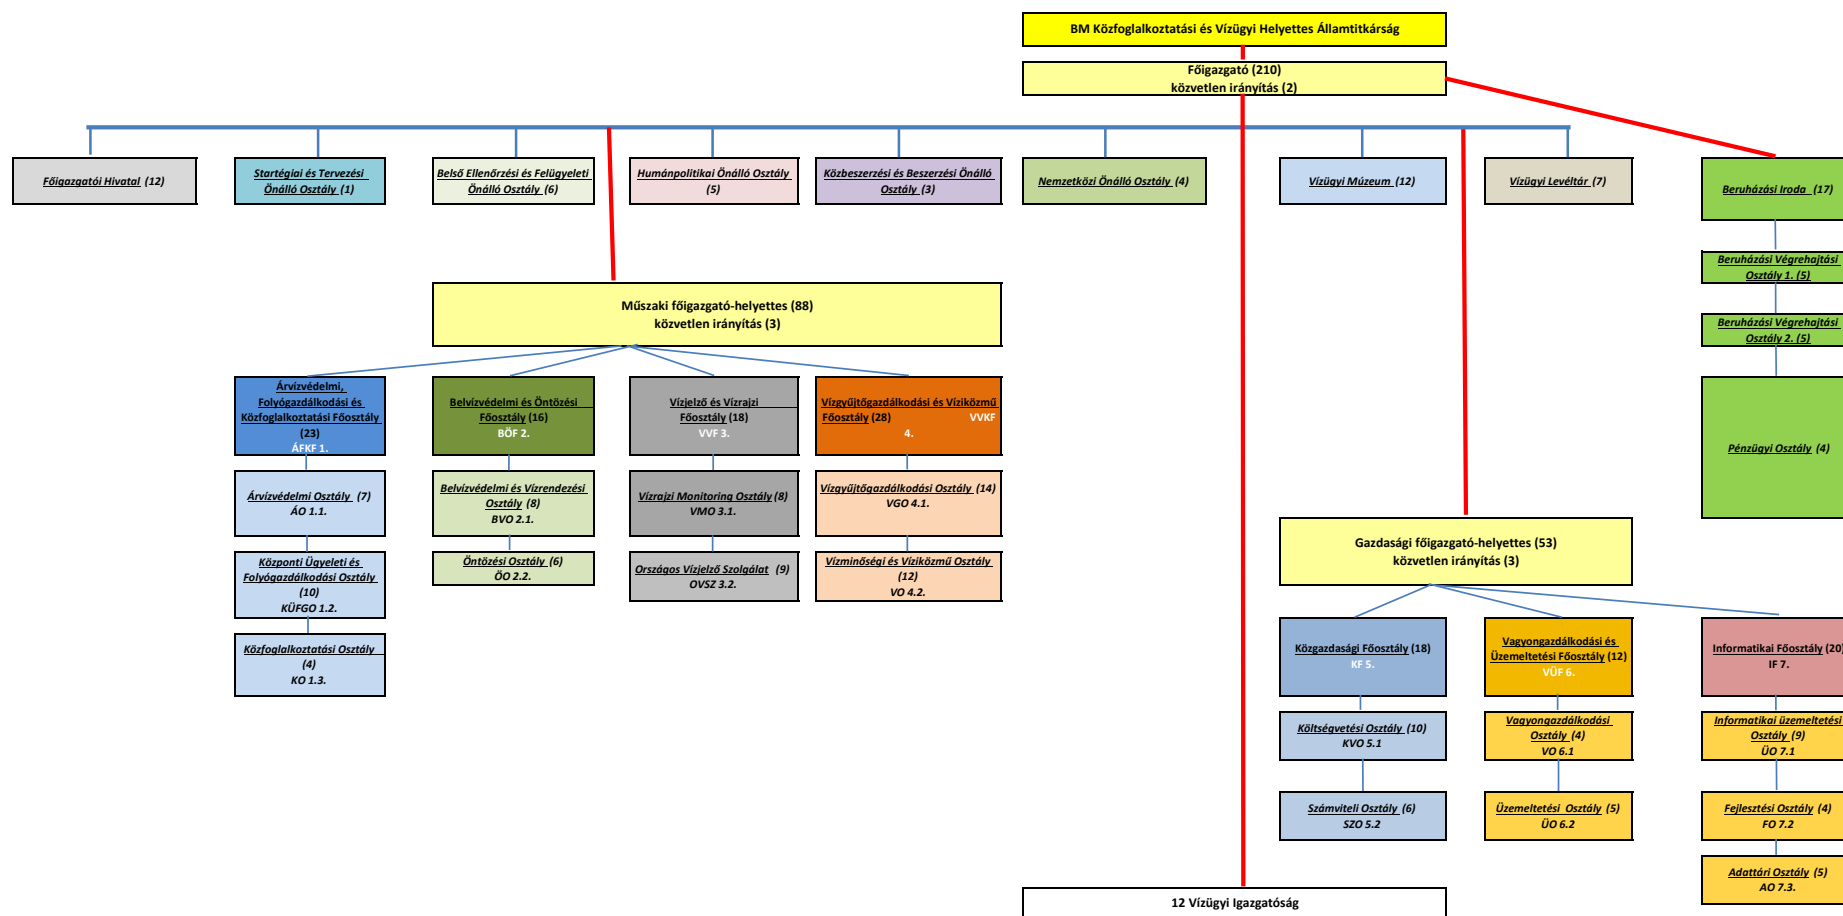 BM Közfoglalkoztatási és Vízügyi Helyettes Államtitkárság
Főigazgató (210)
közvetlen irányítás (2)
Főigazgatói Hivatal (12)
Startégiai és Tervezési
Önálló Osztály (1)
Belső Ellenőrzési és Felügyeleti
Önálló Osztály (6)
Humánpolitikai Önálló Osztály
(5)
Közbeszerzési és Beszerzési Önálló
Osztály (3)
Nemzetközi Önálló Osztály (4)
Vízügyi Múzeum (12)
Vízügyi Levéltár (7)
Beruházási Iroda (17)
Beruházási Végrehajtási
Osztály 1. (5)
Beruházási Végrehajtási
Osztály 2. (5)
Pénzügyi Osztály (4)
Műszaki főigazgató-helyettes (88)
közvetlen irányítás (3)
Árvízvédelmi,
Folyógazdálkodási és
Közfoglalkoztatási Főosztály
(23)
ÁFKF 1.
Árvízvédelmi Osztály (7)
ÁO 1.1.
Központi Ügyeleti és
Folyógazdálkodási Osztály
(10)
KÜFGO 1.2.
Közfoglalkoztatási Osztály
(4)
KO 1.3.
Belvízvédelmi és Öntözési
Főosztály (16)
BÖF 2.
Belvízvédelmi és Vízrendezési
Osztály (8)
BVO 2.1.
Öntözési Osztály (6)
ÖO 2.2.
Vízjelző és Vízrajzi
Főosztály (18)
VVF 3.
Vízrajzi Monitoring Osztály (8)
VMO 3.1.
Országos Vízjelző Szolgálat (9)
OVSZ 3.2.
Vízgyűjtőgazdálkodási és Víziközmű
Főosztály (28) VVKF
4.
Vízgyűjtőgazdálkodási Osztály (14)
VGO 4.1.
Vízminőségi és Víziközmű Osztály
(12)
VO 4.2.
Gazdasági főigazgató-helyettes (53)
közvetlen irányítás (3)
Közgazdasági Főosztály (18)
KF 5.
Költségvetési Osztály (10)
KVO 5.1
Számviteli Osztály (6)
SZO 5.2
Vagyongazdálkodási és
Üzemeltetési Főosztály (12)
VÜF 6.
Vagyongazdálkodási
Osztály (4)
VO 6.1
Üzemeltetési Osztály (5)
ÜO 6.2
Informatikai Főosztály (20)
IF 7.
Informatikai üzemeltetési
Osztály (9)
ÜO 7.1
Fejlesztési Osztály (4)
FO 7.2
Adattári Osztály (5)
AO 7.3.
12 Vízügyi Igazgatóság